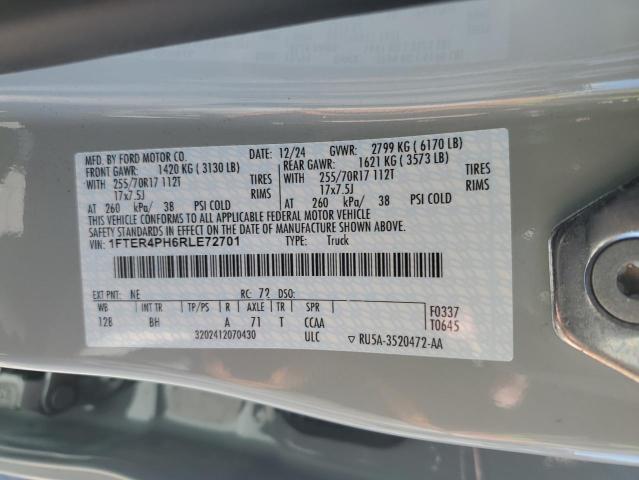 MFD. BY FORD MOTOR CO. 12/24 GVWR: 2799 KG ( 6170 LB)
FRONT GAWR: 1420 KG ( 3130 LB) REAR GAWR: 1621 KG ( 3573 LB)
WITH 255/70R17 112T TIRES WITH 255/70R17 112T TIRES
17x7.5J RIMS 17x7.5J RIMS
AT 260 kPa/ 38 PSI COLD AT 260 kPa/ 38 PSI COLD
THIS VEHICLE CONFORMS TO ALL APPLICABLE FEDERAL MOTOR VEHICLE
SAFETY STANDARDS IN EFFECT ON THE DATE OF MANUFACTURE SHOWN ABOVE.
VIN: 1FTER4PH6RLE72701 TYPE: Truck
EXT PNT: NE RC: 72 DSO:
WB INT TR TP/PS R AXLE TR SPR F0337
128 BH A 71 T CCAA T0645
3202412070430 ULC ▽ RU5A-3520472-AA